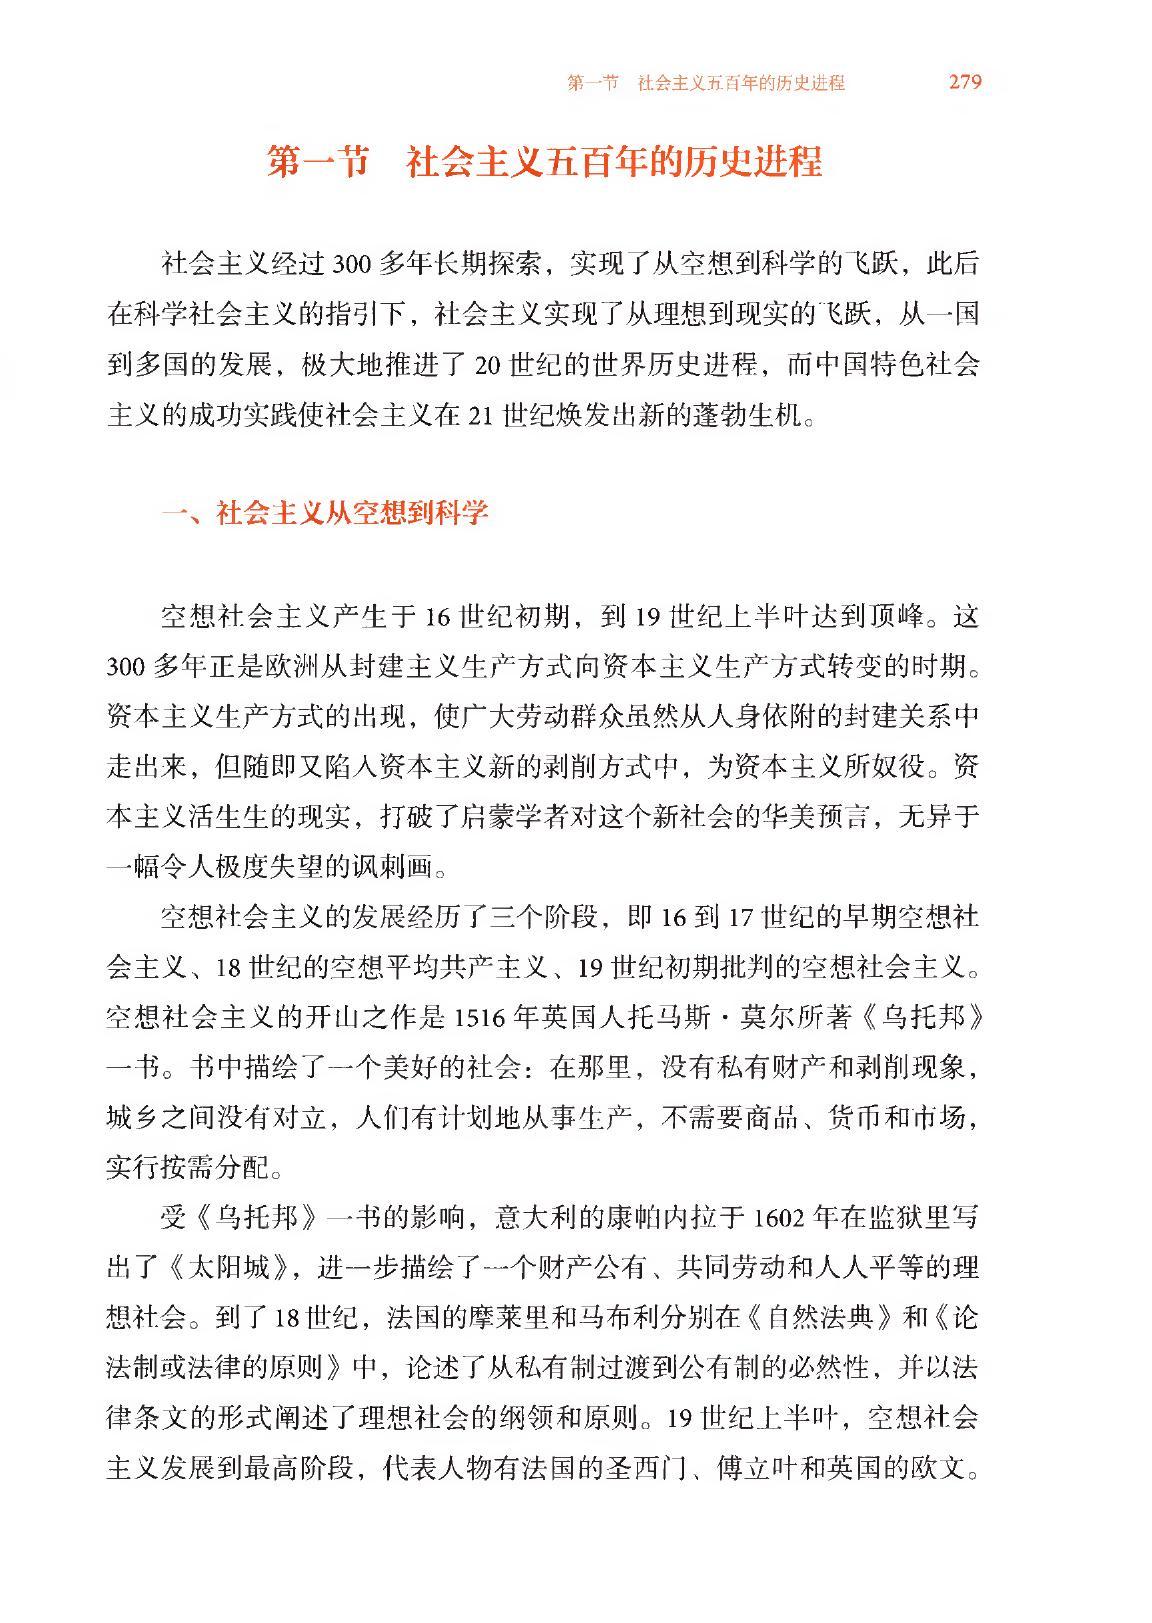 第一节　社会主义五百年的历史进程　279
第一节　社会主义五百年的历史进程
社会主义经过 300 多年长期探索，实现了从空想到科学的飞跃，此后
在科学社会主义的指引下，社会主义实现了从理想到现实的飞跃，从一国
到多国的发展，极大地推进了 20 世纪的世界历史进程，而中国特色社会
主义的成功实践使社会主义在 21 世纪焕发出新的蓬勃生机。
一、社会主义从空想到科学
空想社会主义产生于 16 世纪初期，到 19 世纪上半叶达到顶峰。这
300 多年正是欧洲从封建主义生产方式向资本主义生产方式转变的时期。
资本主义生产方式的出现，使广大劳动群众虽然从人身依附的封建关系中
走出来，但随即又陷入资本主义新的剥削方式中，为资本主义所奴役。资
本主义活生生的现实，打破了启蒙学者对这个新社会的华美预言，无异于
一幅令人极度失望的讽刺画。
空想社会主义的发展经历了三个阶段，即 16 到 17 世纪的早期空想社
会主义、18 世纪的空想平均共产主义、19 世纪初期批判的空想社会主义。
空想社会主义的开山之作是 1516 年英国人托马斯·莫尔所著《乌托邦》
一书。书中描绘了一个美好的社会：在那里，没有私有财产和剥削现象，
城乡之间没有对立，人们有计划地从事生产，不需要商品、货币和市场，
实行按需分配。
受《乌托邦》一书的影响，意大利的康帕内拉于 1602 年在监狱里写
出了《太阳城》，进一步描绘了一个财产公有、共同劳动和人人平等的理
想社会。到了 18 世纪，法国的摩莱里和马布利分别在《自然法典》和《论
法制或法律的原则》中，论述了从私有制过渡到公有制的必然性，并以法
律条文的形式阐述了理想社会的纲领和原则。19 世纪上半叶，空想社会
主义发展到最高阶段，代表人物有法国的圣西门、傅立叶和英国的欧文。